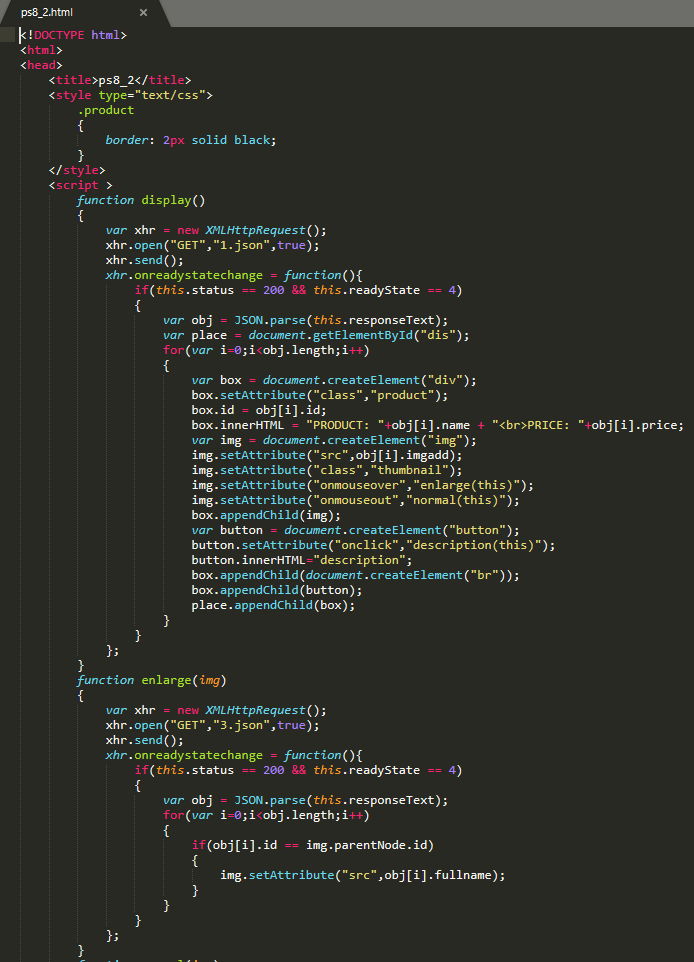 ps8_2.html ×
<!DOCTYPE html>
<html>
<head>
    <title>ps8_2</title>
    <style type="text/css">
        .product
        {
            border: 2px solid black;
        }
    </style>
    <script >
        function display()
        {
            var xhr = new XMLHttpRequest();
            xhr.open("GET","1.json",true);
            xhr.send();
            xhr.onreadystatechange = function(){
                if(this.status == 200 && this.readyState == 4)
                {
                    var obj = JSON.parse(this.responseText);
                    var place = document.getElementById("dis");
                    for(var i=0;i<obj.length;i++)
                    {
                        var box = document.createElement("div");
                        box.setAttribute("class","product");
                        box.id = obj[i].id;
                        box.innerHTML = "PRODUCT: "+obj[i].name + "<br>PRICE: "+obj[i].price;
                        var img = document.createElement("img");
                        img.setAttribute("src",obj[i].imgadd);
                        img.setAttribute("class","thumbnail");
                        img.setAttribute("onmouseover","enlarge(this)");
                        img.setAttribute("onmouseout","normal(this)");
                        box.appendChild(img);
                        var button = document.createElement("button");
                        button.setAttribute("onclick","description(this)");
                        button.innerHTML="description";
                        box.appendChild(document.createElement("br"));
                        box.appendChild(button);
                        place.appendChild(box);
                    }
                }
            };
        }
        function enlarge(img)
        {
            var xhr = new XMLHttpRequest();
            xhr.open("GET","3.json",true);
            xhr.send();
            xhr.onreadystatechange = function(){
                if(this.status == 200 && this.readyState == 4)
                {
                    var obj = JSON.parse(this.responseText);
                    for(var i=0;i<obj.length;i++)
                    {
                        if(obj[i].id == img.parentNode.id)
                        {
                            img.setAttribute("src",obj[i].fullname);
                        }
                    }
                }
            };
        }